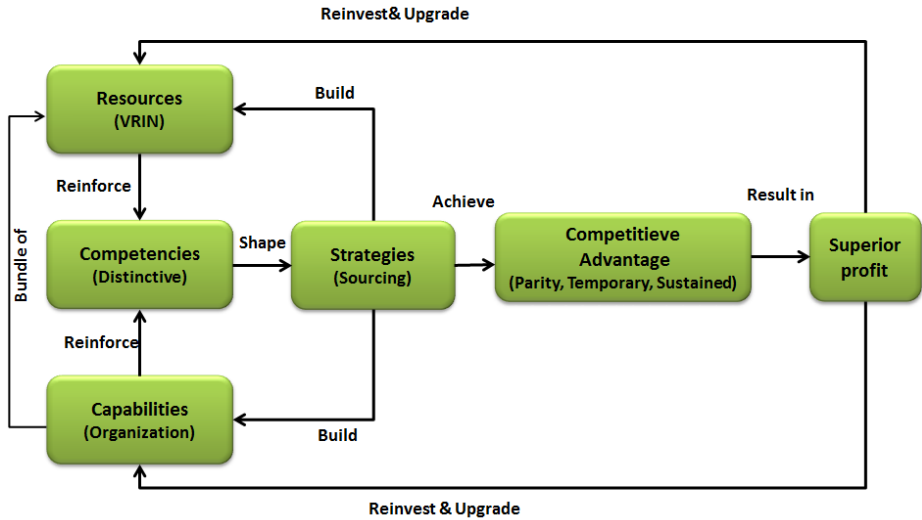 Reinvest& Upgrade
Resources
(VRIN)
Build
Reinforce
Achieve
Result in
Competencies
(Distinctive)
Shape
Strategies
(Sourcing)
Competitieve
Advantage
(Parity, Temporary, Sustained)
Superior
profit
Bundle of
Reinforce
Capabilities
(Organization)
Build
Reinvest & Upgrade